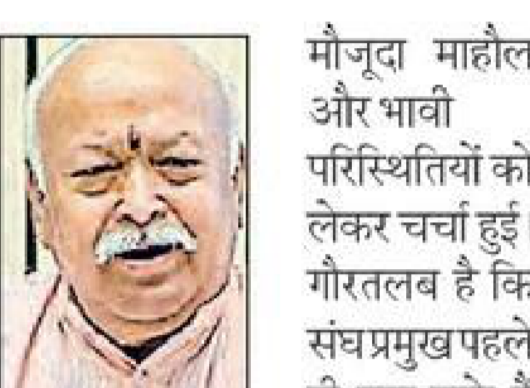 मौजूदा माहौल
और भावी
परिस्थितियों को
लेकर चर्चा हुई।
गौरतलब है कि
संघ प्रमुख पहले